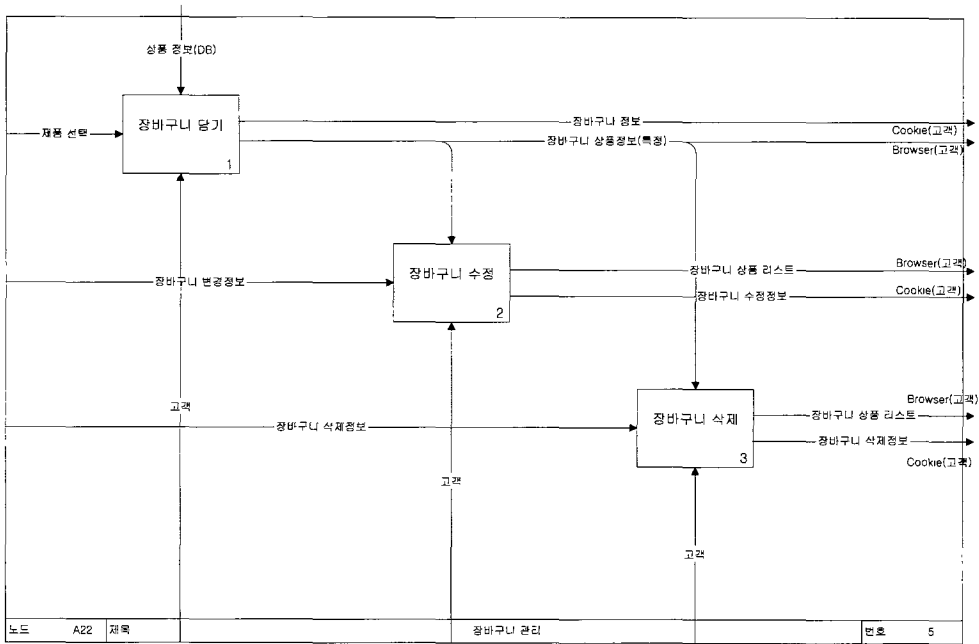 상품 정보(DB)
제품 선택
장바구니 담기
1
장바구니 정보
Cookie(고객)
장바구니 상품정보(특정)
Browser(고객)
장바구니 변경정보
장바구니 수정
2
장바구니 상품 리스트
Browser(고객)
장바구니 수정정보
Cookie(고객)
고객
장바구니 삭제정보
장바구니 삭제
3
Browser(고객)
장바구니 상품 리스트
장바구니 삭제정보
Cookie(고객)
고객
고객
노드 A22 제목 장바구니 관리 번호 5